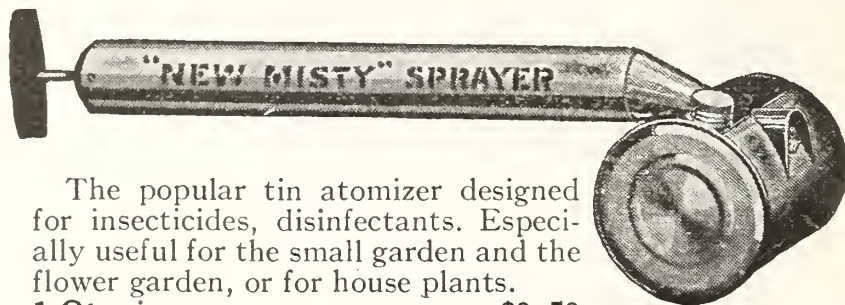 "NEW MISTY" SPRAYER
The popular tin atomizer designed
for insecticides, disinfectants. Especi-
ally useful for the small garden and the
flower garden, or for house plants.